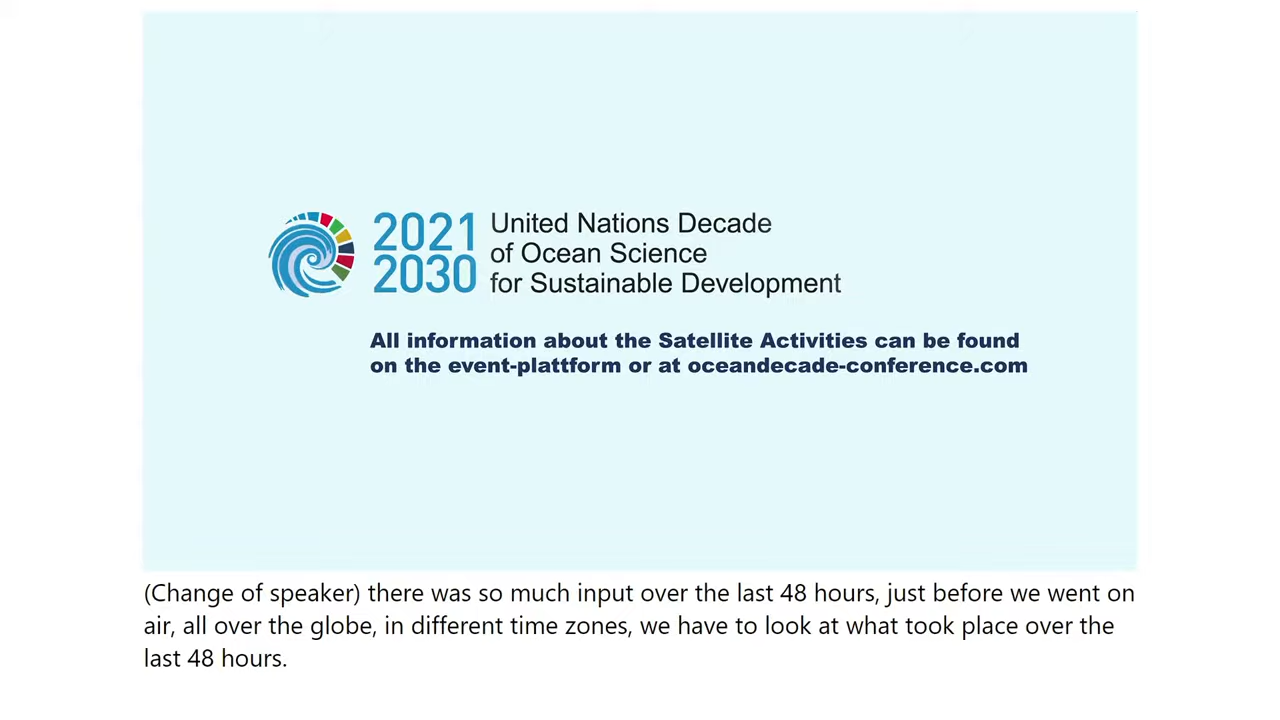 2021
2030
United Nations Decade
of Ocean Science
for Sustainable Development
All information about the Satellite Activities can be found
on the event-plattform or at oceandecade-conference.com
(Change of speaker) there was so much input over the last 48 hours, just before we went on
air, all over the globe, in different time zones, we have to look at what took place over the
last 48 hours.